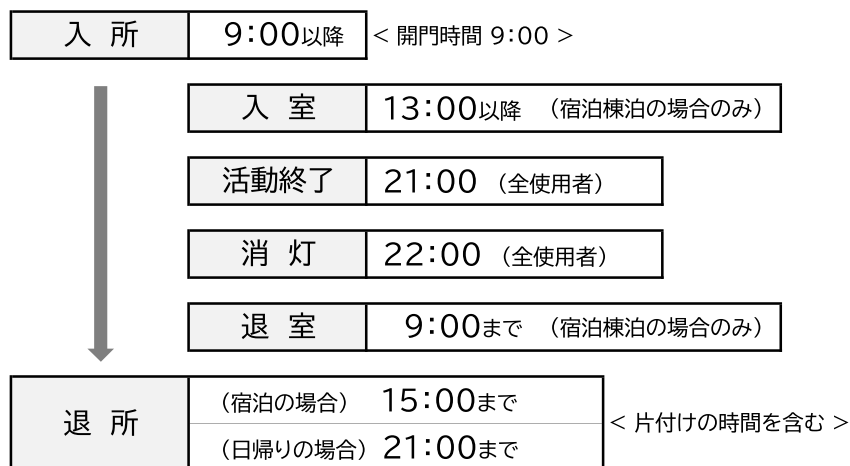 入 所 9:00以降 < 開門時間 9:00 >
入 室 13:00以降 （宿泊棟泊の場合のみ）
活動終了 21:00 （全使用者）
消 灯 22:00 （全使用者）
退 室 9:00まで （宿泊棟泊の場合のみ）
退 所 （宿泊の場合） 15:00まで
（日帰りの場合） 21:00まで
< 片付けの時間を含む >